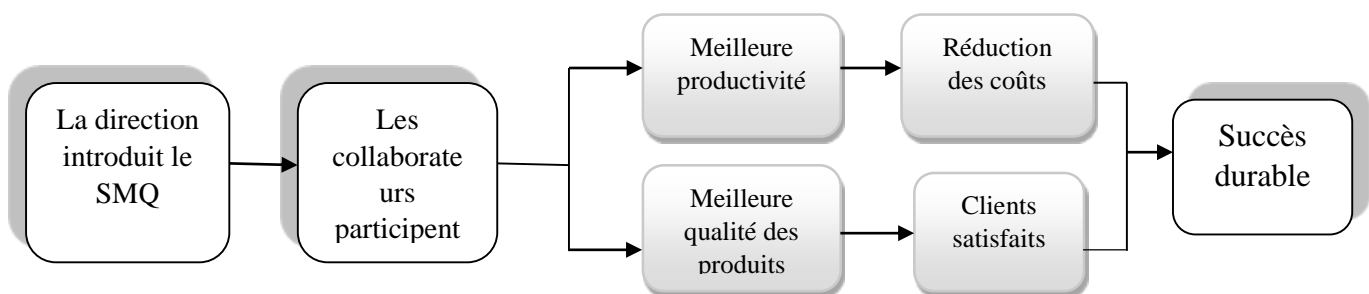 La direction
introduit le
SMQ
Les
collaborate
urs
participent
Meilleure
productivité
Réduction
des coûts
Meilleure
qualité des
produits
Clients
satisfaits
Succès
durable